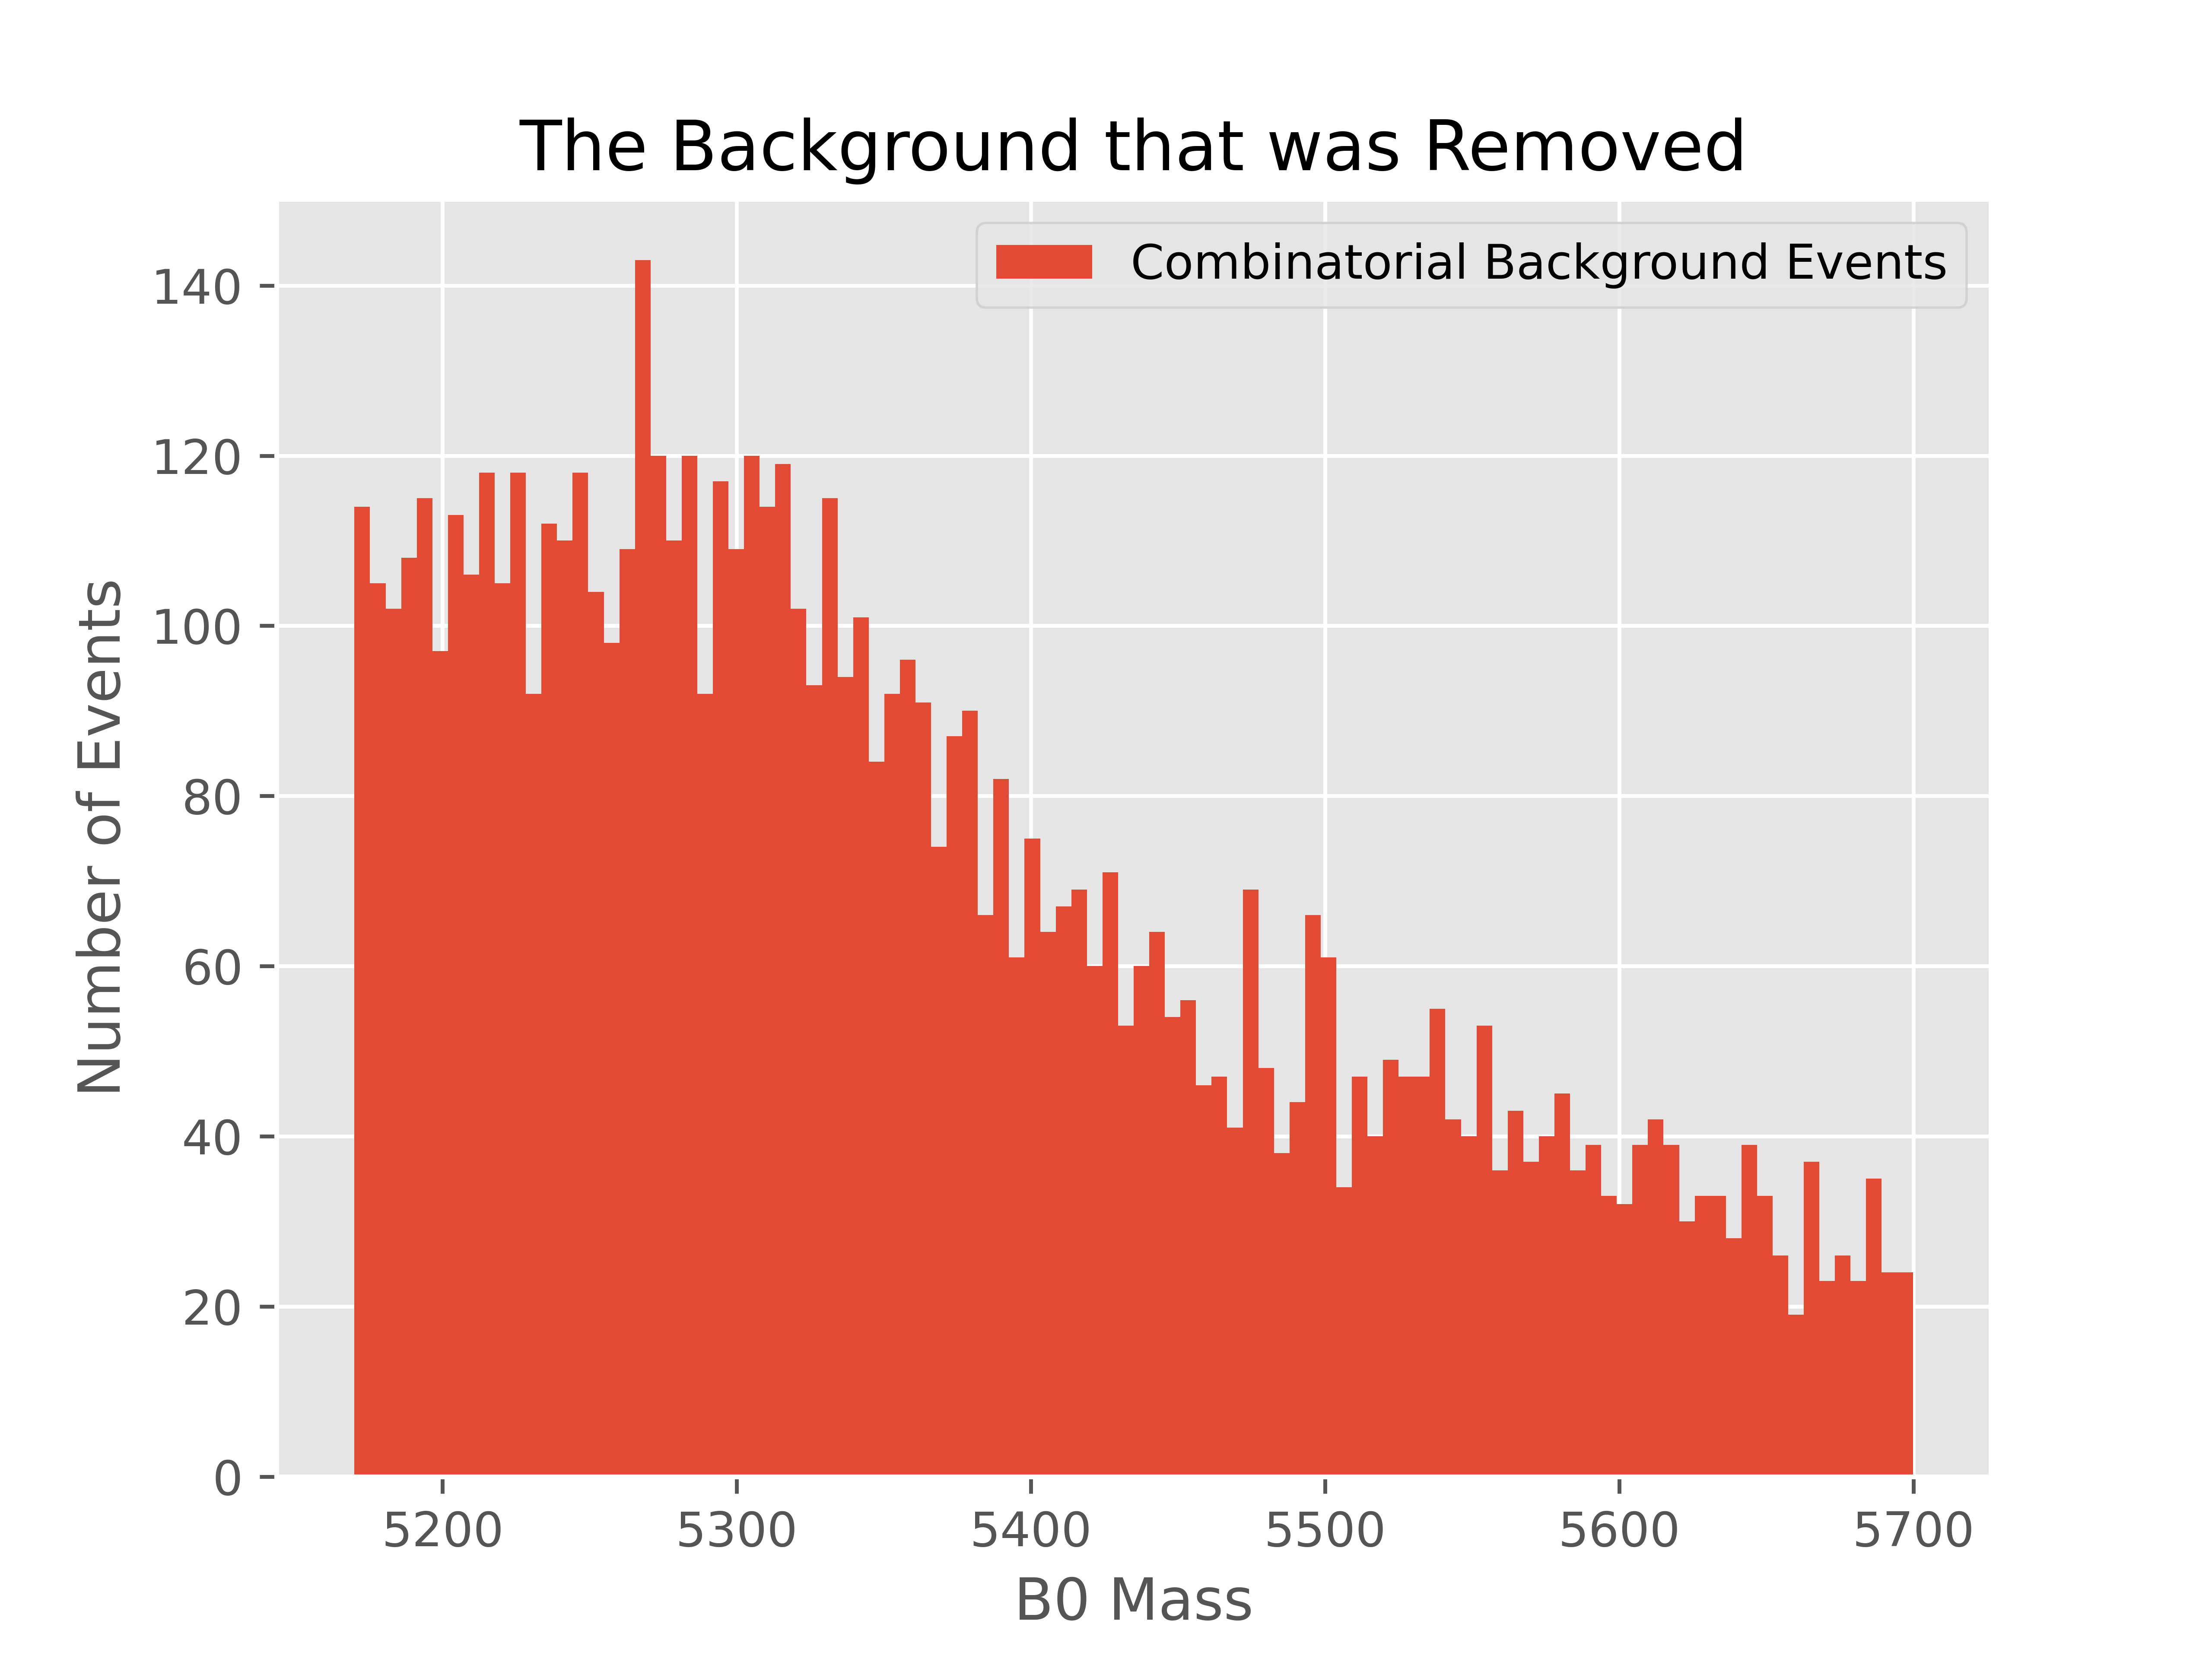 The Background that was Removed
Combinatorial Background Events
Number of Events
140
120
100
80
60
40
20
0
5200 5300 5400 5500 5600 5700
B0 Mass